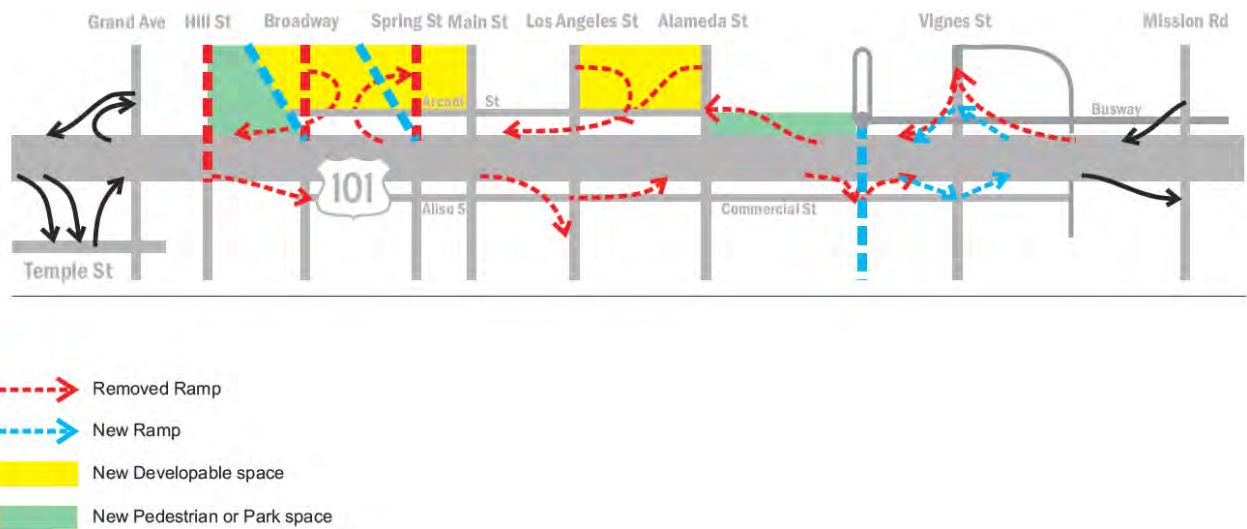 Grand Ave Hill St Broadway Spring St Main St Los Angeles St Alameda St Vignes St Mission Rd
Arcadi St
Busway
101
Aliso S
Commercial St
Temple St
Removed Ramp
New Ramp
New Developable space
New Pedestrian or Park space